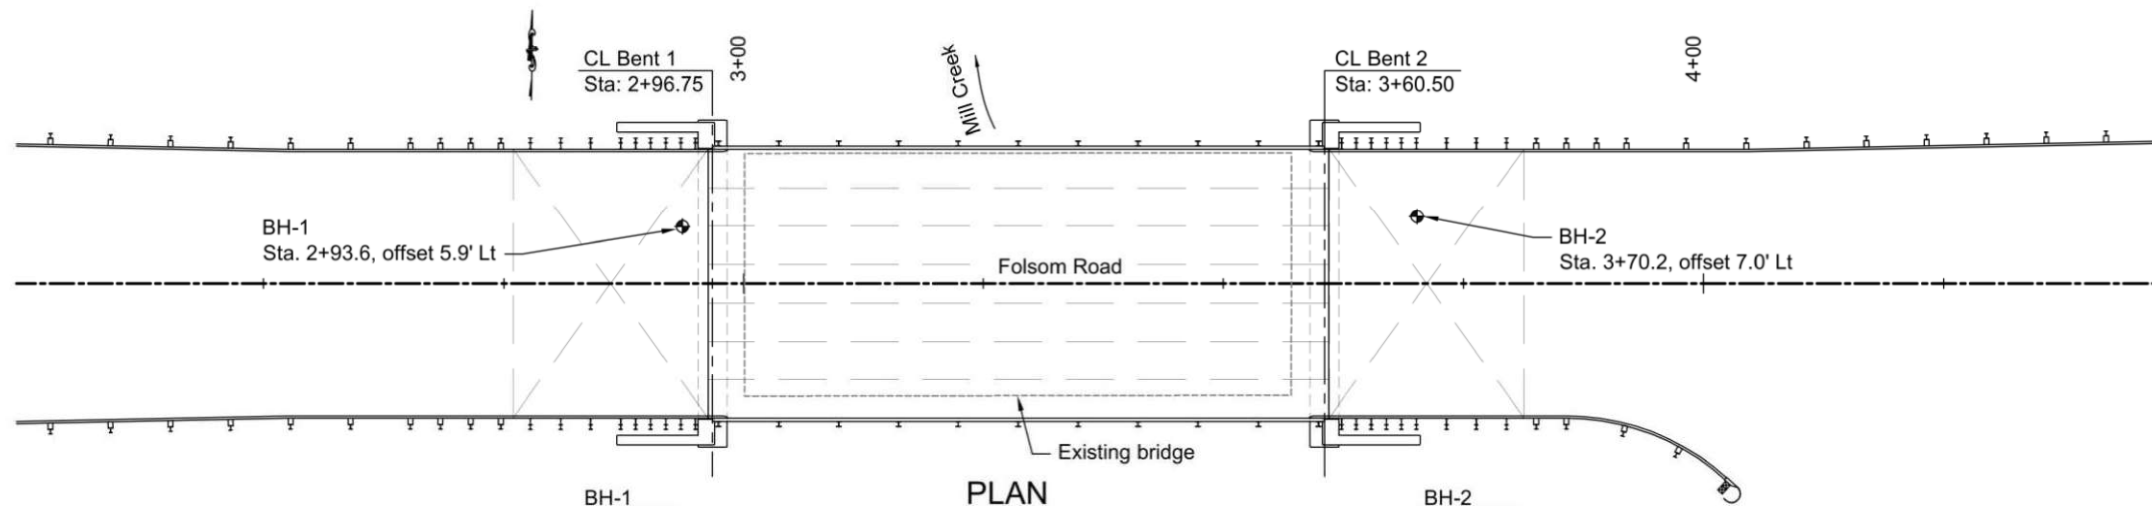 CL Bent 1
Sta: 2+96.75
3+00
Mill Creek
CL Bent 2
Sta: 3+60.50
4+00
BH-1
Sta. 2+93.6, offset 5.9' Lt
Folsom Road
BH-2
Sta. 3+70.2, offset 7.0' Lt
Existing bridge
BH-1
PLAN
BH-2